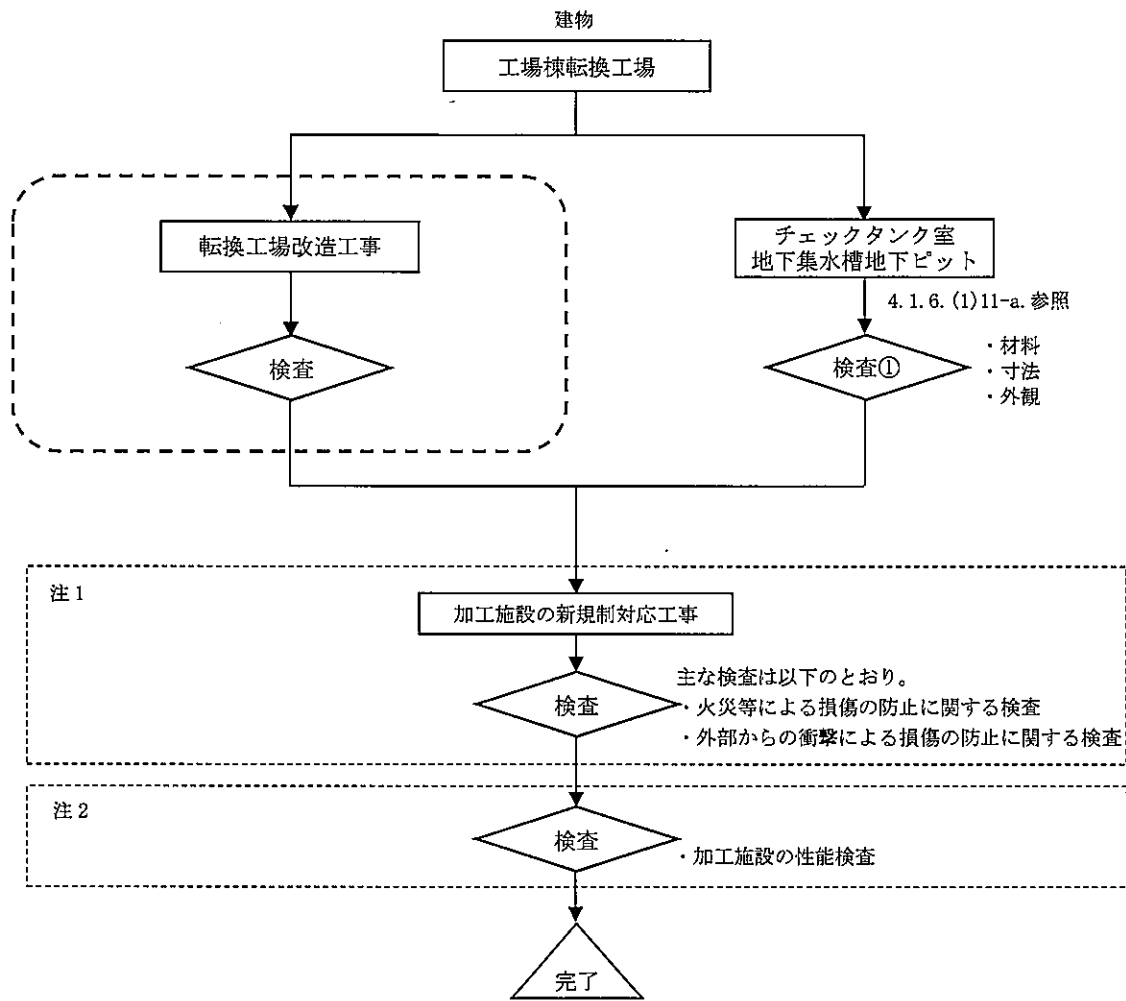 建物
工場棟転換工場
転換工場改造工事
検査
チェックタンク室
地下集水槽地下ピット
4.1.6.(1)11-a.参照
検査①
・材料
・寸法
・外観
注1
加工施設の新規制対応工事
検査
主な検査は以下のとおり。
・火災等による損傷の防止に関する検査
・外部からの衝撃による損傷の防止に関する検査
注2
検査
・加工施設の性能検査
完了